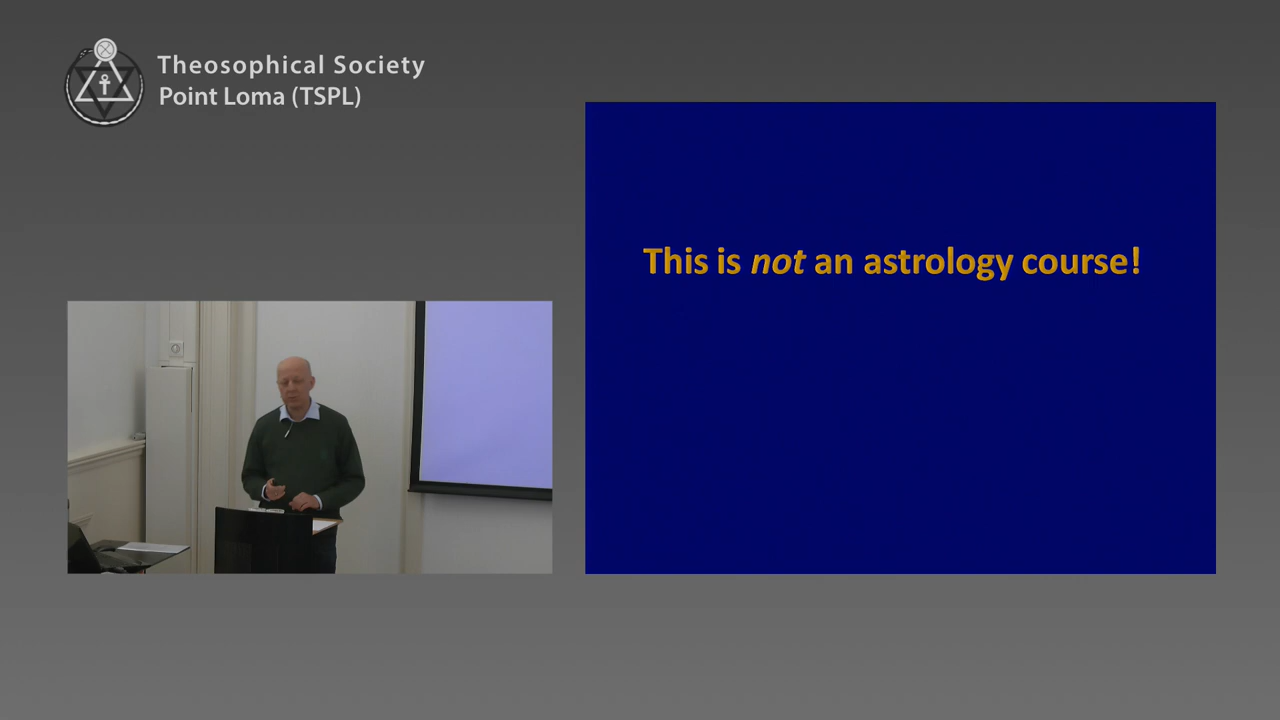 Theosophical Society
Point Loma (TSPL)
This is not an astrology course!